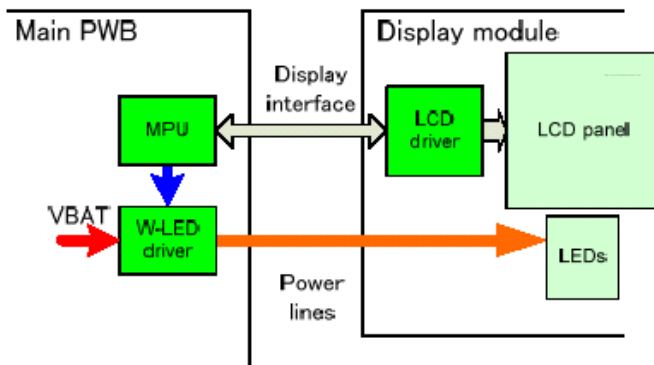 Main PWB
Display module
Display
interface
MPU
LCD
driver
LCD panel
VBAT
W-LED
driver
LEDs
Power
lines